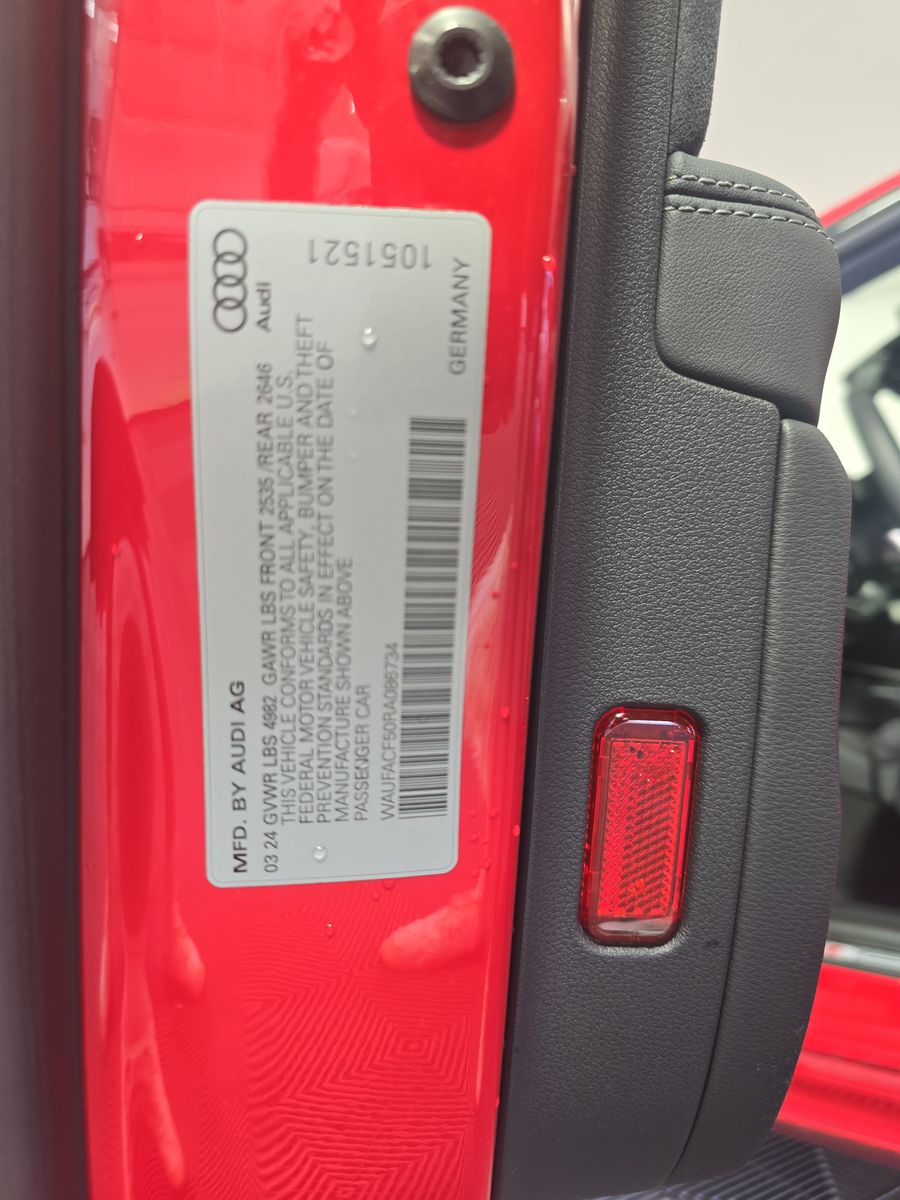 Audi
1051521
MFD. BY AUDI AG
03 24 GVWR LBS 4982 GAWR LBS FRONT 2535 /REAR 2646
THIS VEHICLE CONFORMS TO ALL APPLICABLE U.S.
FEDERAL MOTOR VEHICLE SAFETY, BUMPER AND THEFT
PREVENTION STANDARDS IN EFFECT ON THE DATE OF
MANUFACTURE SHOWN ABOVE
PASSENGER CAR
WAUFACF50RA086734
GERMANY